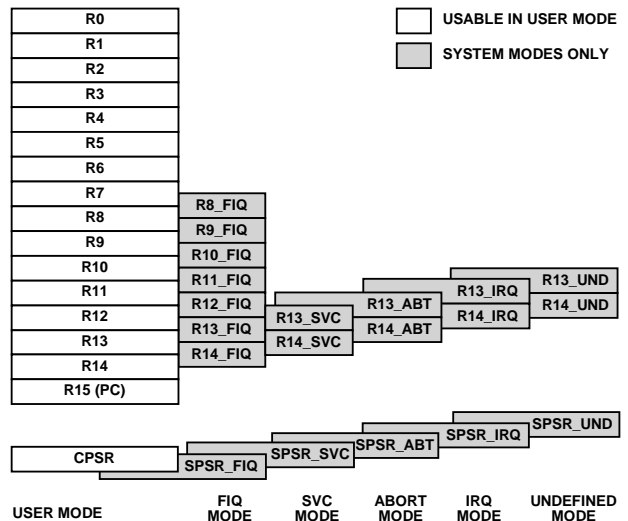 R0
R1
R2
R3
R4
R5
R6
R7
R8
R9
R10
R11
R12
R13
R14
R15 (PC)
USABLE IN USER MODE
SYSTEM MODES ONLY
R8_FIQ
R9_FIQ
R10_FIQ
R11_FIQ
R12_FIQ
R13_FIQ
R14_FIQ
R13_SVC
R14_SVC
R13_ABT
R14_ABT
R13_IRQ
R14_IRQ
R13_UND
R14_UND
CPSR
SPSR_FIQ
SPSR_SVC
SPSR_ABT
SPSR_IRQ
SPSR_UND
USER MODE
FIQ
MODE
SVC
MODE
ABORT
MODE
IRQ
MODE
UNDEFINED
MODE